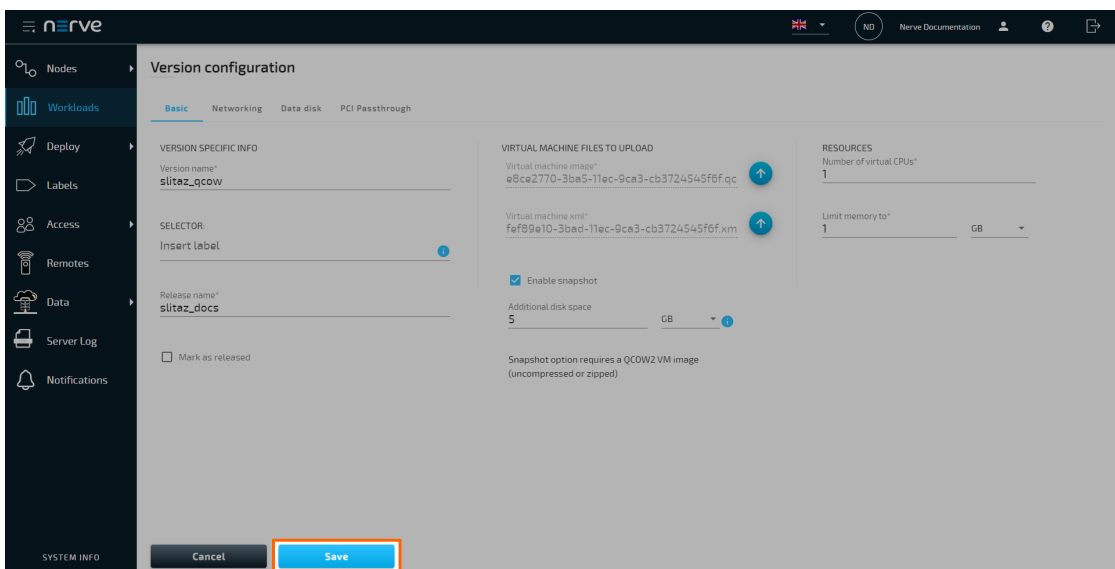 nerve
ND
Nerve Documentation
Nodes
Workloads
Deploy
Labels
Access
Remotes
Data
Server Log
Notifications
SYSTEM INFO
Version configuration
Basic
Networking
Data disk
PCI Passthrough
VERSION SPECIFIC INFO
Version name*
slitaz_qcow
SELECTOR:
Insert label
Release name*
slitaz_docs
Mark as released
VIRTUAL MACHINE FILES TO UPLOAD
Virtual machine image*
e8ce2770-3ba5-11ec-9ca3-cb3724545f6f.qc
Virtual machine xml*
fef89e10-3bad-11ec-9ca3-cb3724545f6f.xm
Enable snapshot
Additional disk space
5
GB
Snapshot option requires a QCOW2 VM image
(uncompressed or zipped)
RESOURCES
Number of virtual CPUs*
1
Limit memory to*
1
GB
Cancel
Save